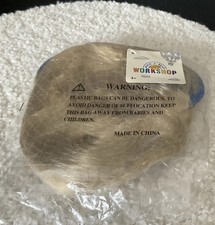 WORKSHOP
WARNING:
PLASTIC BAGS CAN BE DANGEROUS. TO
AVOID DANGER OF SUFFOCATION KEEP
THIS BAG AWAY FROM BABIES AND
CHILDREN.
MADE IN CHINA